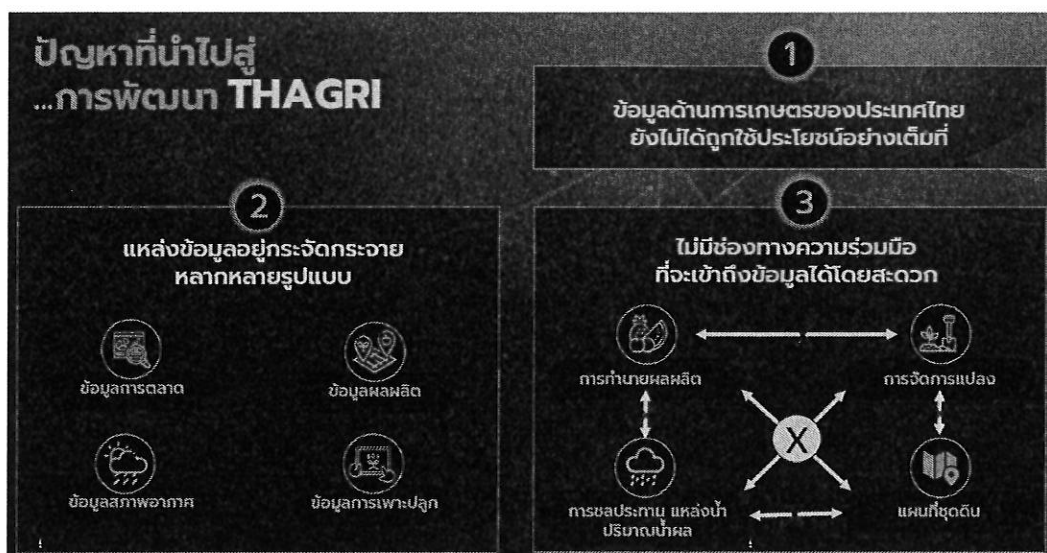 ปัญหาที่นำไปสู่
...การพัฒนา THAGRI
1
ข้อมูลด้านการเกษตรของประเทศไทย
ยังไม่ได้ถูกใช้ประโยชน์อย่างเต็มที่
2
แหล่งข้อมูลอยู่กระจัดกระจาย
หลากหลายรูปแบบ
ข้อมูลการตลาด
ข้อมูลผลผลิต
ข้อมูลสภาพอากาศ
ข้อมูลการเพาะปลูก
3
ไม่มีช่องทางความร่วมมือ
ที่จะเข้าถึงข้อมูลได้โดยสะดวก
การทำนายผลผลิต
การจัดการแปลง
X
การชลประทาน แหล่งน้ำ
ปริมาณน้ำฝน
แผนที่ชุดดิน